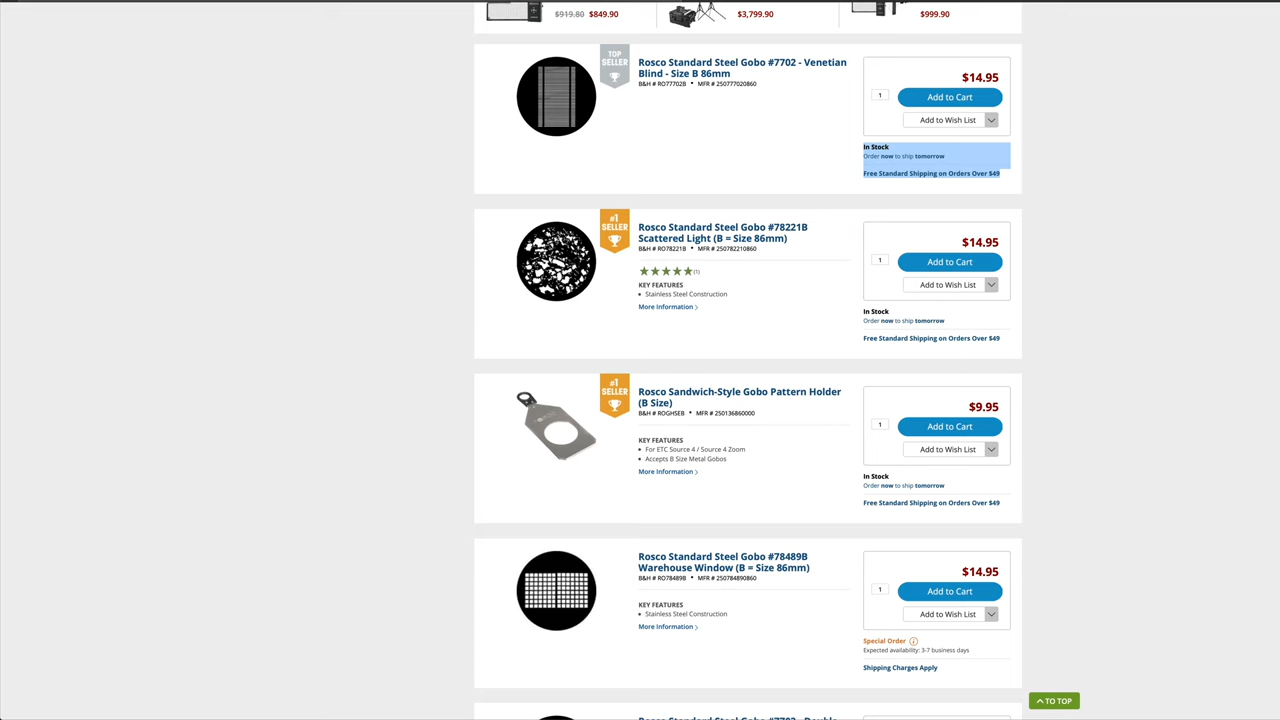 $919.80 $849.90
$3,799.90
$999.90
TOP
SELLER
Rosco Standard Steel Gobo #7702 - Venetian
Blind - Size B 86mm
B&H # RO77702B • MFR # 250777020860
$14.95
1
Add to Cart
Add to Wish List
In Stock
Order now to ship tomorrow
Free Standard Shipping on Orders Over $49
#1
SELLER
Rosco Standard Steel Gobo #78221B
Scattered Light (B = Size 86mm)
B&H # RO78221B • MFR # 250782210860
(1)
KEY FEATURES
• Stainless Steel Construction
More Information
$14.95
1
Add to Cart
Add to Wish List
In Stock
Order now to ship tomorrow
Free Standard Shipping on Orders Over $49
#1
SELLER
Rosco Sandwich-Style Gobo Pattern Holder
(B Size)
B&H # ROGHSEB • MFR # 250136860000
KEY FEATURES
• For ETC Source 4 / Source 4 Zoom
• Accepts B Size Metal Gobos
More Information
$9.95
1
Add to Cart
Add to Wish List
In Stock
Order now to ship tomorrow
Free Standard Shipping on Orders Over $49
Rosco Standard Steel Gobo #78489B
Warehouse Window (B = Size 86mm)
B&H # RO78489B • MFR # 250784890860
KEY FEATURES
• Stainless Steel Construction
More Information
$14.95
1
Add to Cart
Add to Wish List
Special Order
Expected availability: 3-7 business days
Shipping Charges Apply
TO TOP